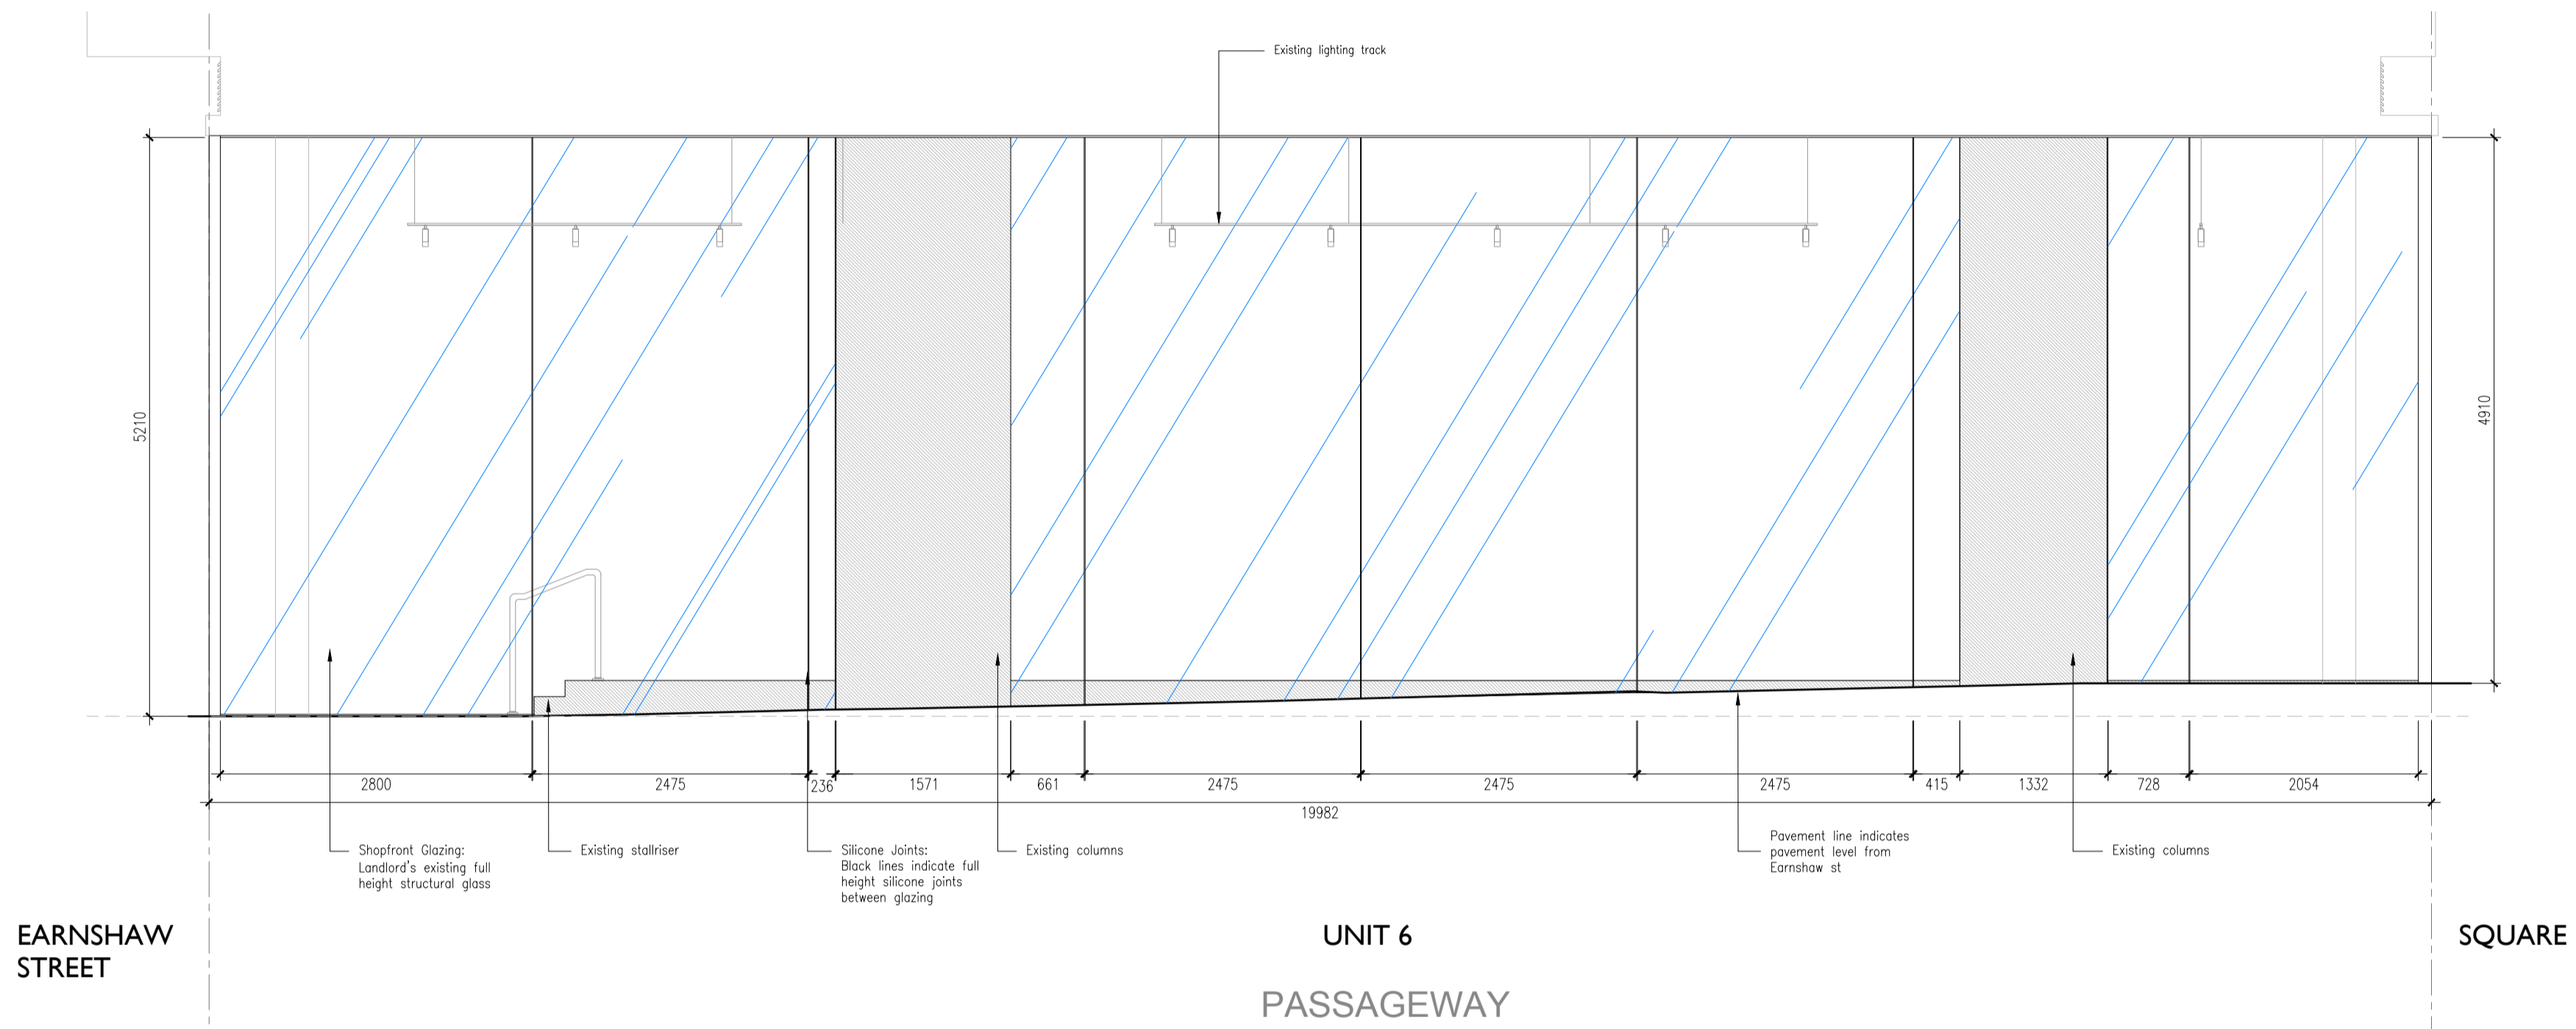 Existing lighting track
5210
4910
2800
2475
236
1571
661
2475
2475
2475
415
1332
728
2054
19982
Shopfront Glazing:
Landlord's existing full
height structural glass
Existing stallriser
Silicone Joints:
Black lines indicate full
height silicone joints
between glazing
Existing columns
Pavement line indicates
pavement level from
Earnshaw st
Existing columns
EARNSHAW
STREET
UNIT 6
SQUARE
PASSAGEWAY